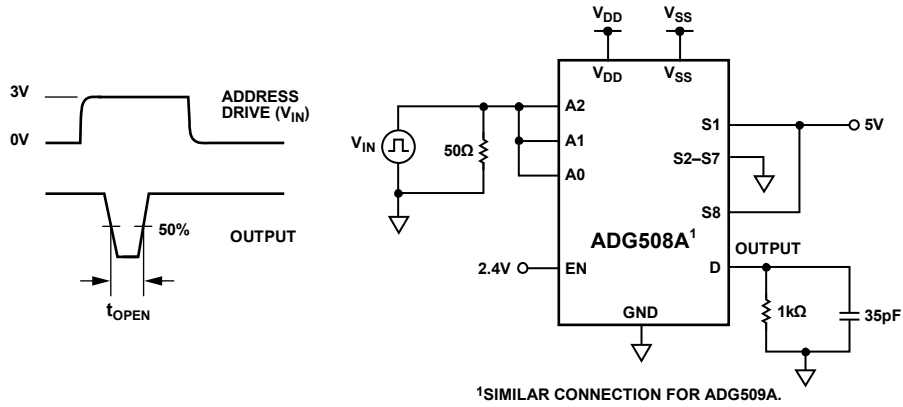 3V
0V
ADDRESS
DRIVE (VIN)
50%
OUTPUT
tOPEN
VDD
VSS
VDD
VSS
VIN
50Ω
A2
A1
A0
2.4V
EN
S1
S2–S7
S8
5V
ADG508A1
OUTPUT
D
GND
1kΩ
35pF
1SIMILAR CONNECTION FOR ADG509A.